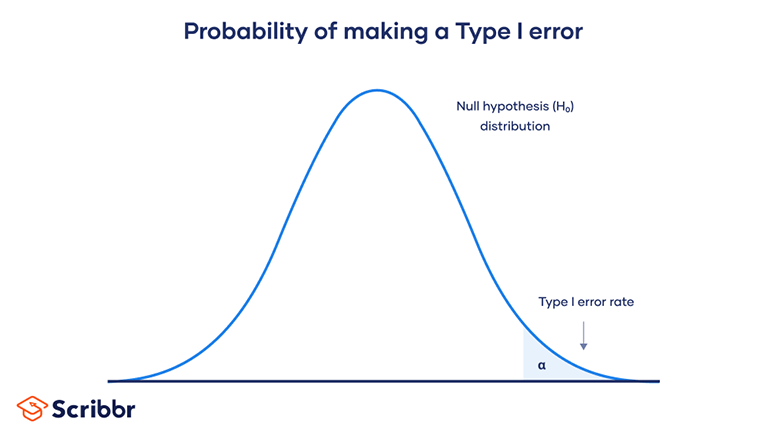 Probability of making a Type I error
Null hypothesis (H₀)
distribution
Type I error rate
α
Scribbr